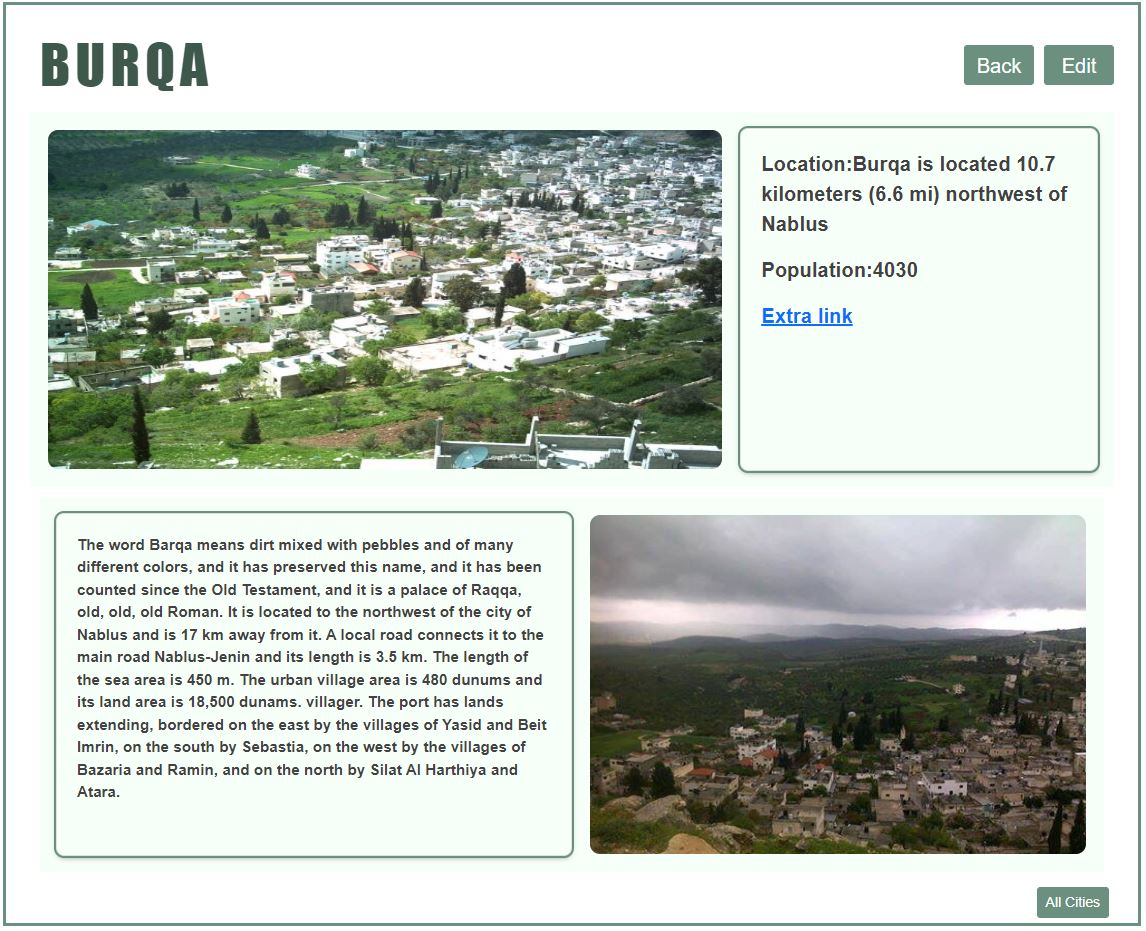 BURQA
Back
Edit
Location:Burqa is located 10.7
kilometers (6.6 mi) northwest of
Nablus
Population:4030
Extra link
The word Barqa means dirt mixed with pebbles and of many
different colors, and it has preserved this name, and it has been
counted since the Old Testament, and it is a palace of Raqqa,
old, old, old Roman. It is located to the northwest of the city of
Nablus and is 17 km away from it. A local road connects it to the
main road Nablus-Jenin and its length is 3.5 km. The length of
the sea area is 450 m. The urban village area is 480 dunums and
its land area is 18,500 dunams. villager. The port has lands
extending, bordered on the east by the villages of Yasid and Beit
Imrin, on the south by Sebastia, on the west by the villages of
Bazaria and Ramin, and on the north by Silat Al Harthiya and
Atara.
All Cities